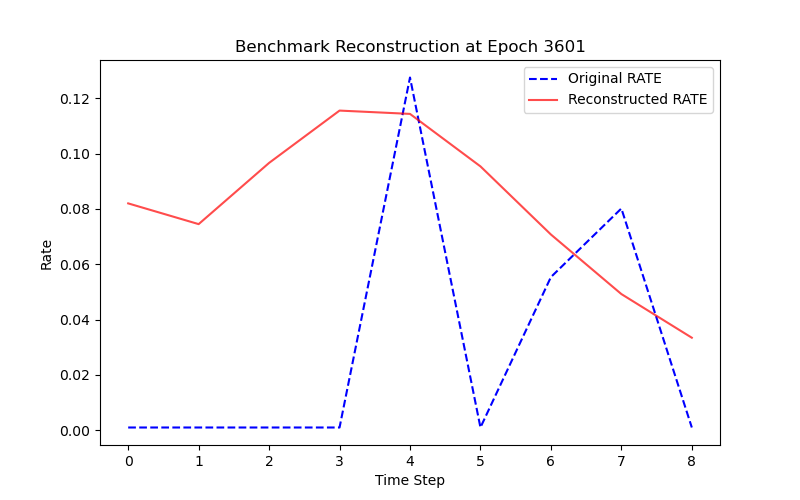 Benchmark Reconstruction at Epoch 3601
Original RATE
Reconstructed RATE
0.12
0.10
0.08
0.06
0.04
0.02
0.00
Rate
0 1 2 3 4 5 6 7 8
Time Step